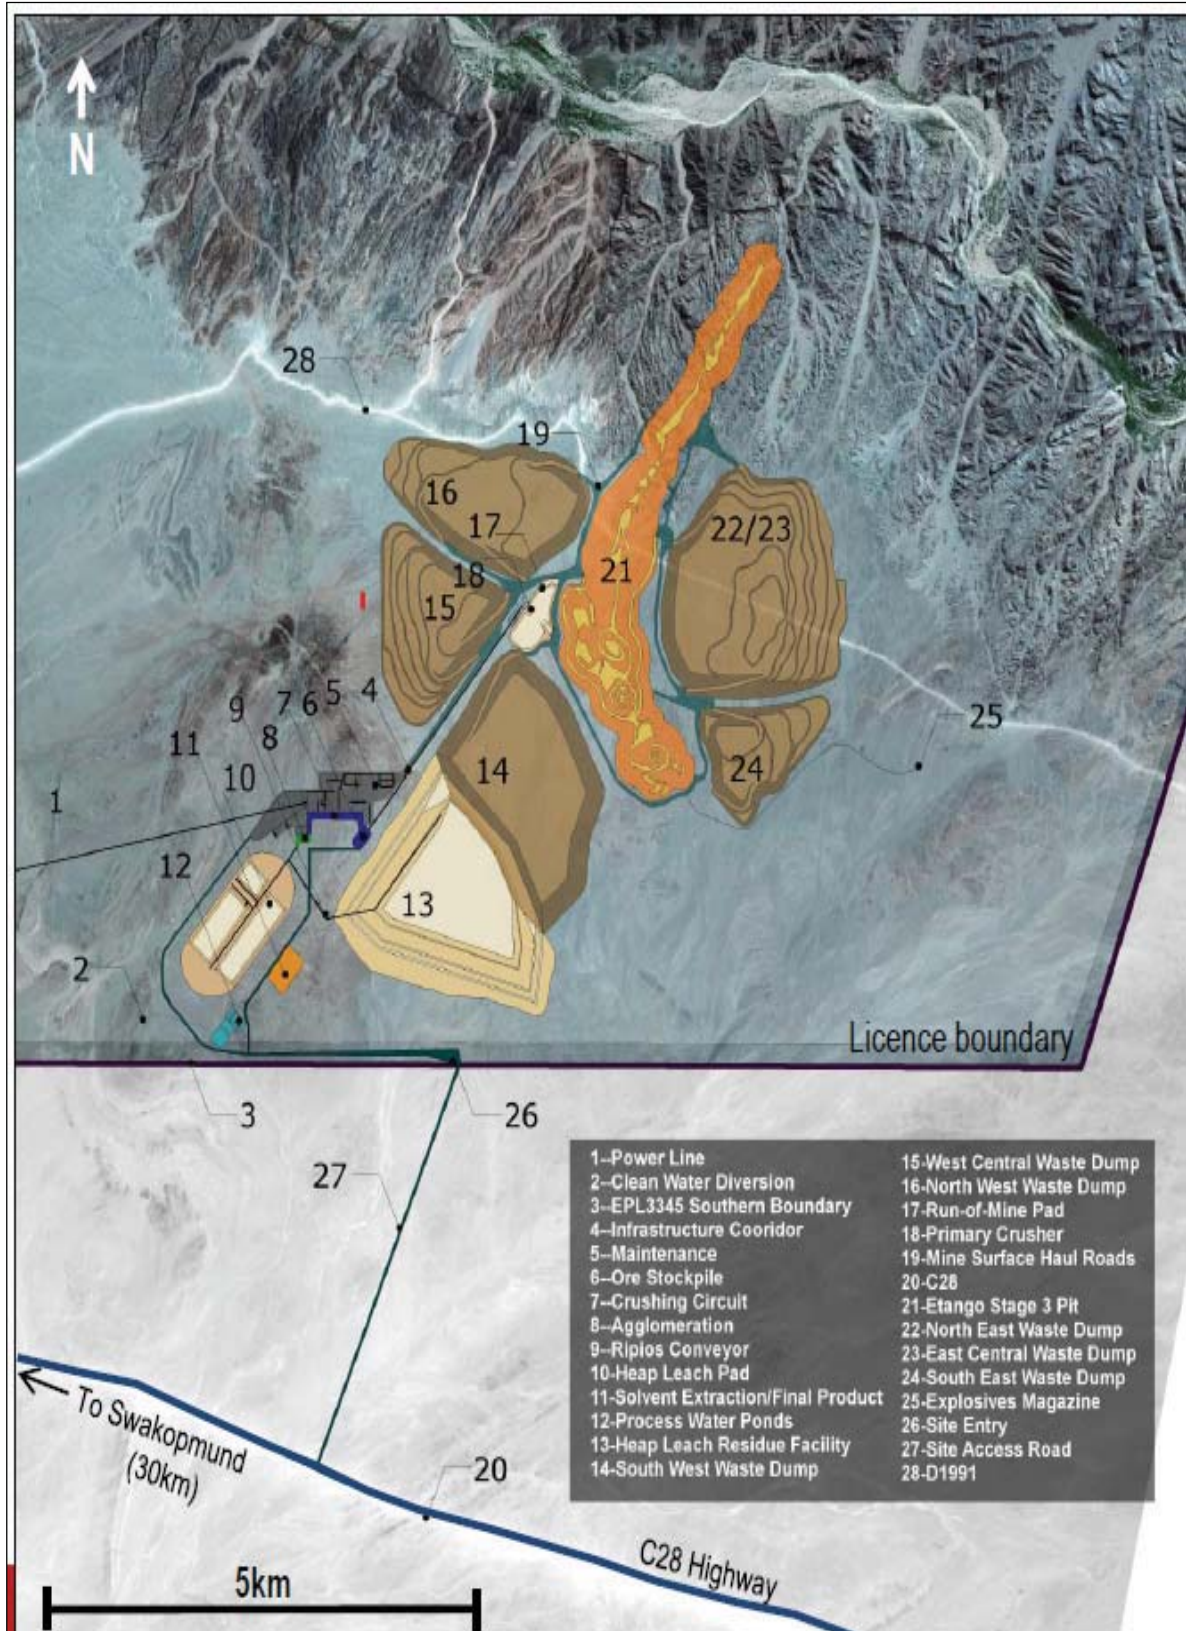 N
28
19
16
17
22/23
18
21
15
5
4
6
7
9
8
25
11
10
14
24
1
12
13
2
Licence boundary
3
26
27
1--Power Line
2--Clean Water Diversion
3--EPL3345 Southern Boundary
4--Infrastructure Cooridor
5--Maintenance
6--Ore Stockpile
7--Crushing Circuit
8--Agglomeration
9--Ripios Conveyor
10-Heap Leach Pad
11-Solvent Extraction/Final Product
12-Process Water Ponds
13-Heap Leach Residue Facility
14-South West Waste Dump
15-West Central Waste Dump
16-North West Waste Dump
17-Run-of-Mine Pad
18-Primary Crusher
19-Mine Surface Haul Roads
20-C28
21-Etango Stage 3 Pit
22-North East Waste Dump
23-East Central Waste Dump
24-South East Waste Dump
25-Explosives Magazine
26-Site Entry
27-Site Access Road
28-D1991
To Swakopmund
(30km)
20
C28 Highway
5km